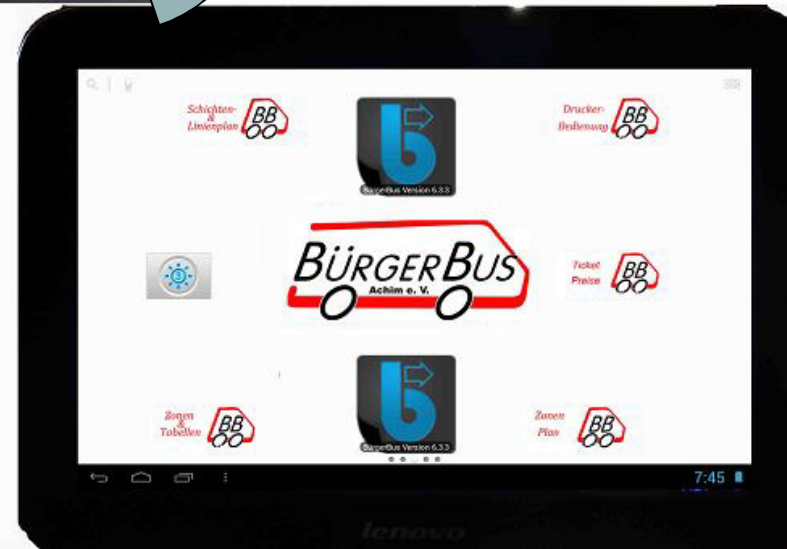 Schichten-
&
Linienplan
BB
BürgerBus Version 6.3.3
Drucker-
Bedienung
BB
BÜRGERBUS
Achim e. V.
3
Ticket
Preise
BB
Zonen
&
Tabellen
BB
BürgerBus Version 6.3.3
Zonen
Plan
BB
7:45
lenovo